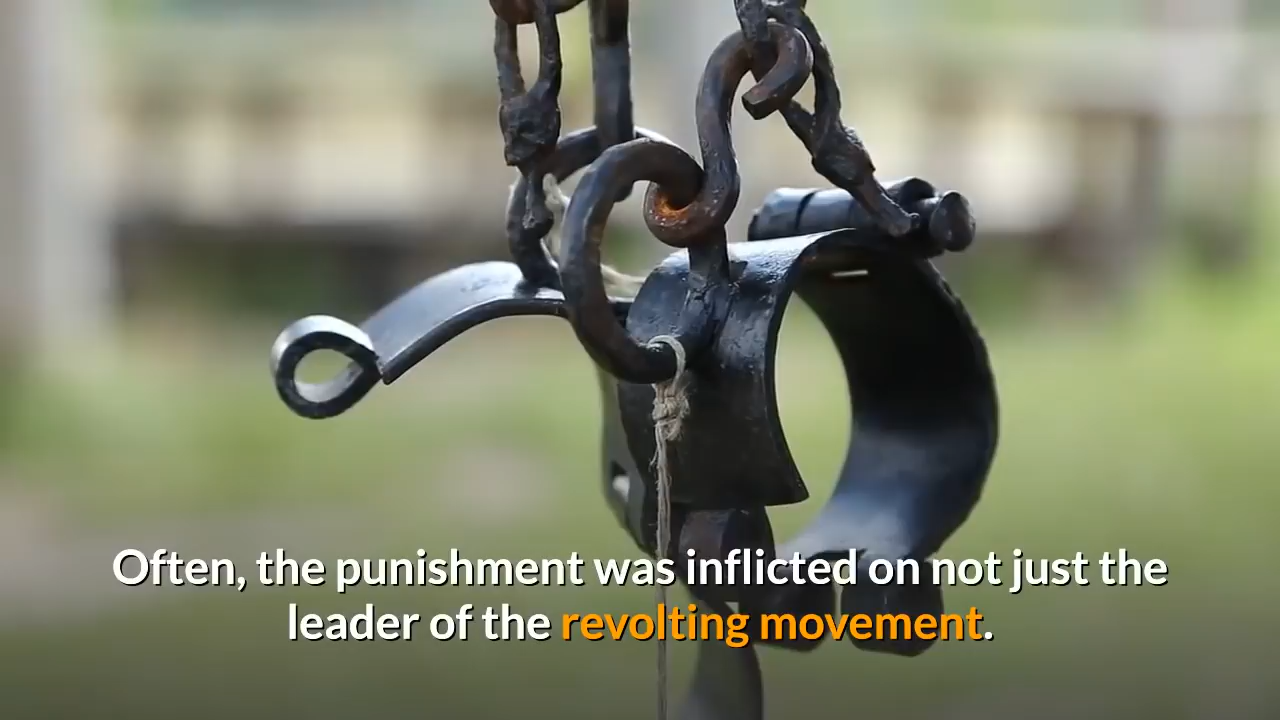 Often, the punishment was inflicted on not just the
leader of the revolting movement.